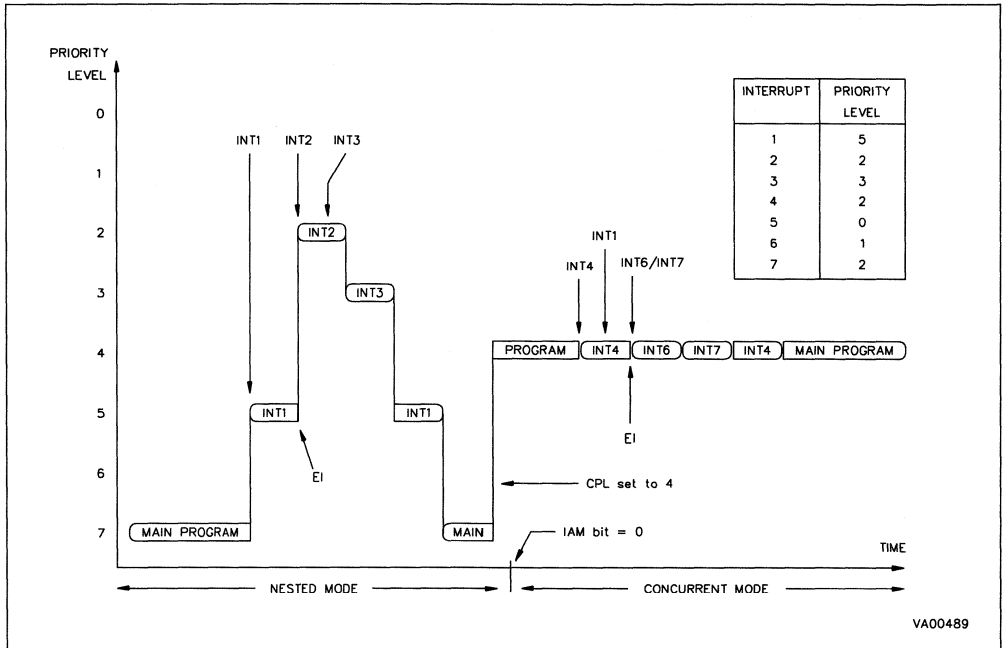 PRIORITY
LEVEL
0
1
2
3
4
5
6
7
INT1
INT2
INT3
INT2
INT3
INT1
INT1
EI
MAIN PROGRAM
MAIN
INTERRUPT PRIORITY
LEVEL
1 5
2 2
3 3
4 2
5 0
6 1
7 2
INT1
INT4
INT6/INT7
PROGRAM INT4 INT6 INT7 INT4 MAIN PROGRAM
EI
CPL set to 4
IAM bit = 0
TIME
NESTED MODE
CONCURRENT MODE
VA00489